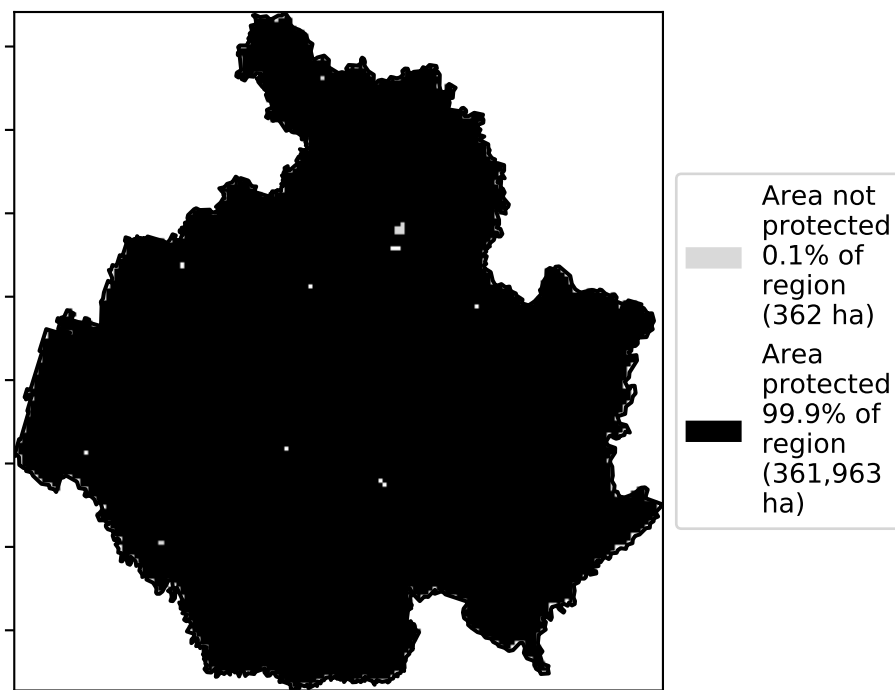 Area not
protected
0.1% of
region
(362 ha)
Area
protected
99.9% of
region
(361,963
ha)